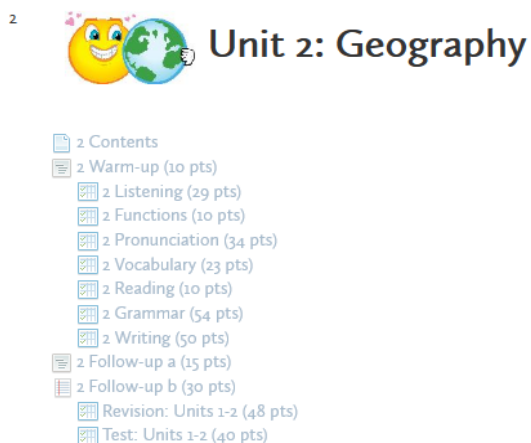 2
Unit 2: Geography
2 Contents
2 Warm-up (10 pts)
2 Listening (29 pts)
2 Functions (10 pts)
2 Pronunciation (34 pts)
2 Vocabulary (23 pts)
2 Reading (10 pts)
2 Grammar (54 pts)
2 Writing (50 pts)
2 Follow-up a (15 pts)
2 Follow-up b (30 pts)
Revision: Units 1-2 (48 pts)
Test: Units 1-2 (40 pts)